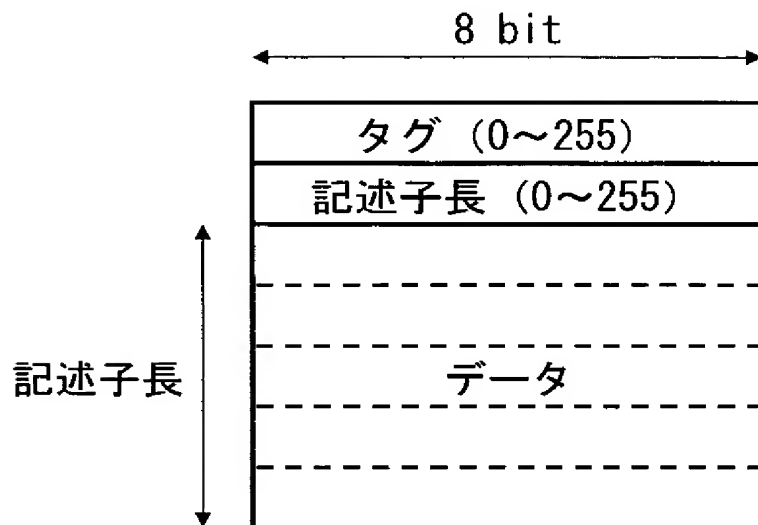 8 bit
タグ (0～255)
記述子長 (0～255)
記述子長
データ